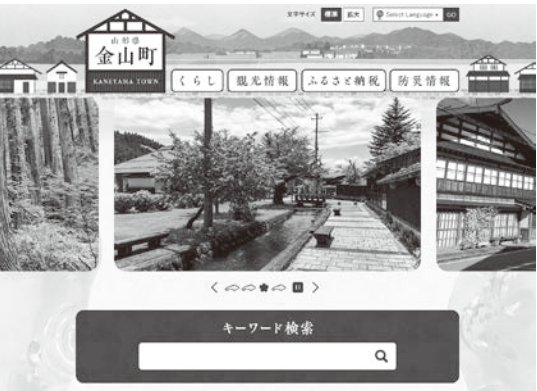 文字サイズ 標準 拡大 Select Language GO
山形県
金山町
KANEYAMA TOWN
くらし 観光情報 ふるさと納税 防災情報
キーワード検索